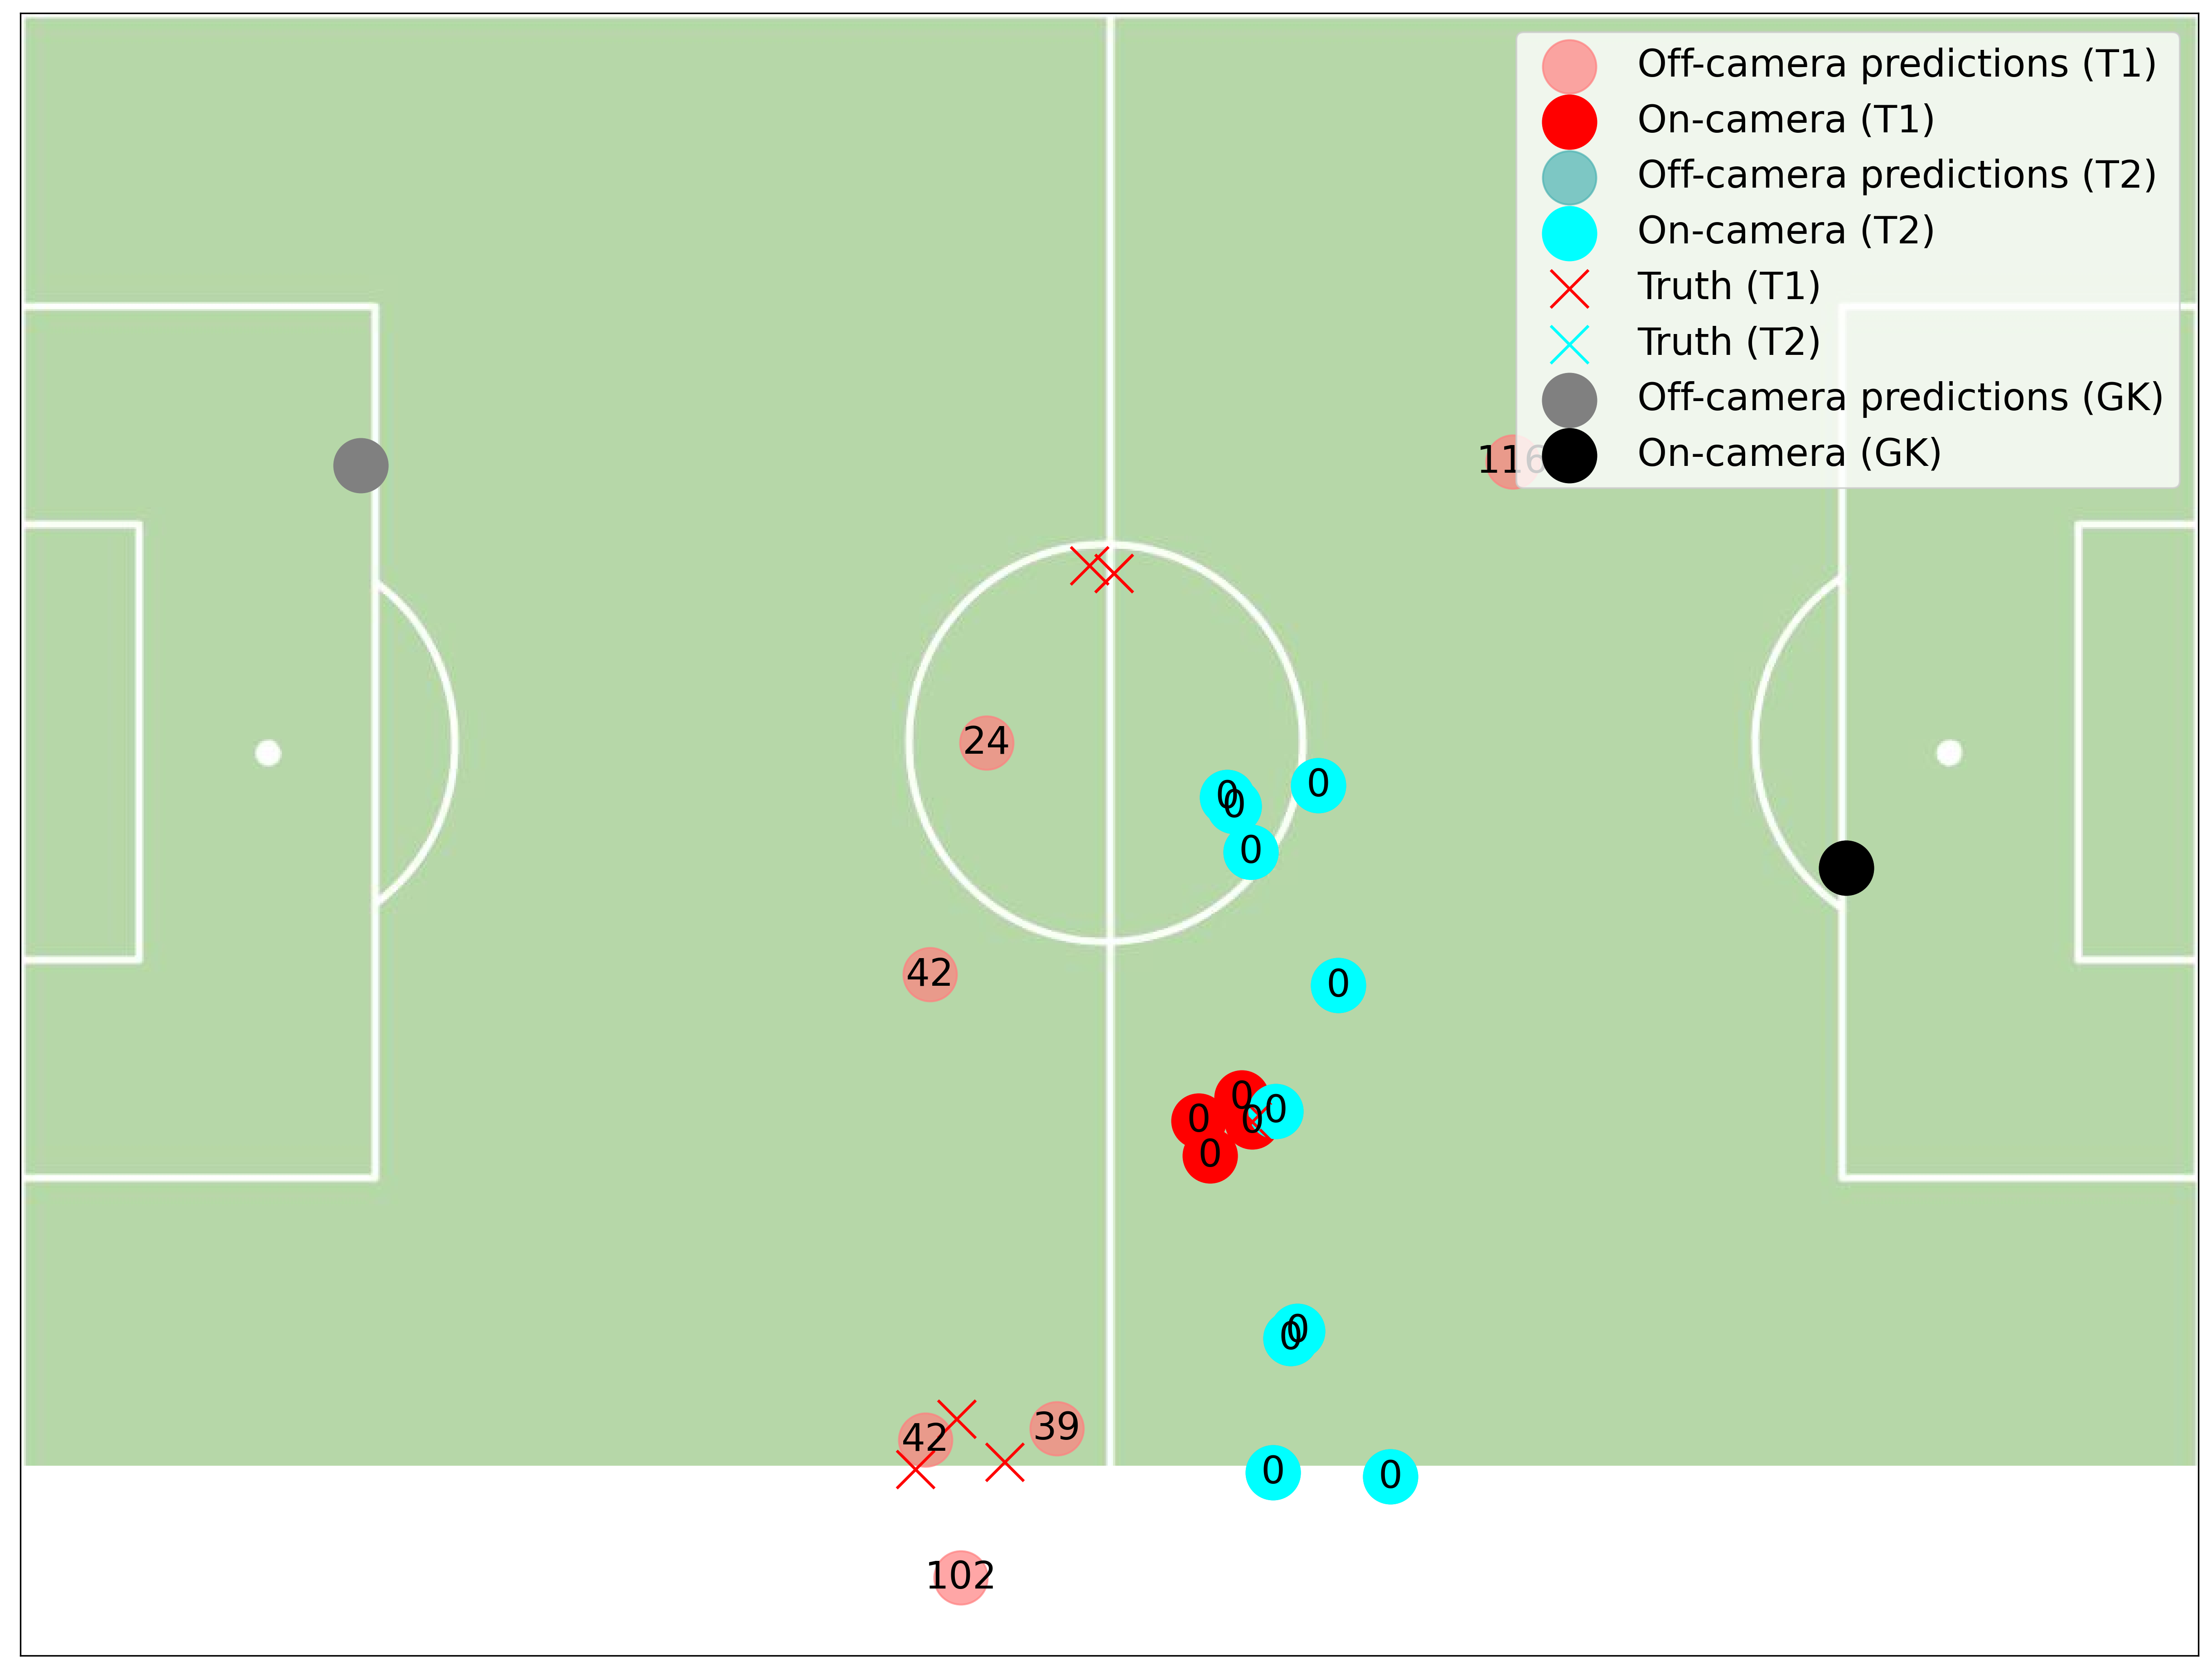 Off-camera predictions (T1)
On-camera (T1)
Off-camera predictions (T2)
On-camera (T2)
Truth (T1)
Truth (T2)
Off-camera predictions (GK)
On-camera (GK)
116
24
0
0
0
0
42
0
0
0
0
0
0
0
0
42
39
0
0
102